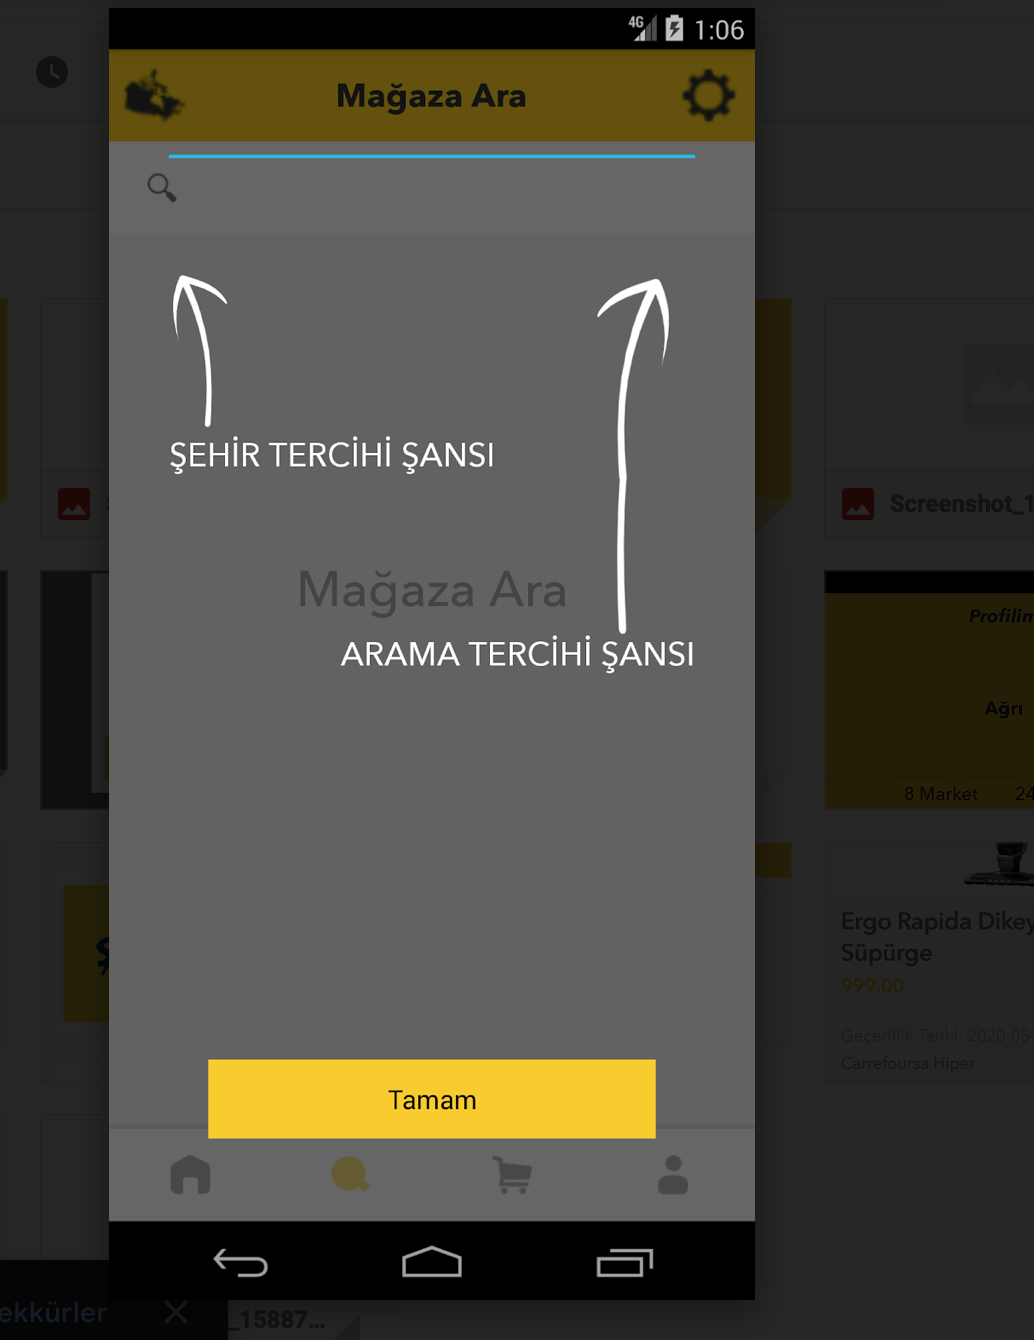 4G 1:06
Mağaza Ara
ŞEHİR TERCİHİ ŞANSI
Screenshot_1
Mağaza Ara
Profilim
ARAMA TERCİHİ ŞANSI
Ağrı
8 Market 24
Ergo Rapida Dikey
Süpürge
999.00
Geçerlilik Tarihi: 2020-05-
Carrefoursa Hiper
Tamam
ekkürler
_15887...